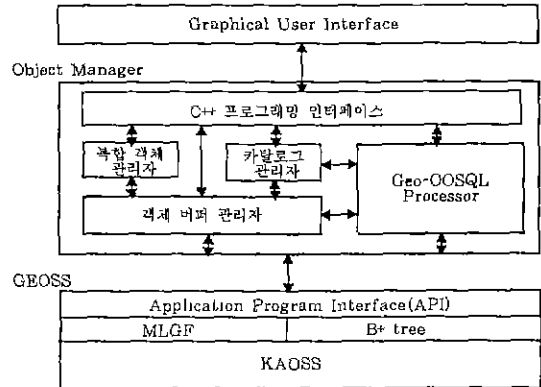 Graphical User Interface
Object Manager
C++ 프로그래밍 인터페이스
복합 객체
관리자
카탈로그
관리자
Geo-OOSQL
Processor
객체 버퍼 관리자
GEOSS
Application Program Interface(API)
MLGF
B+ tree
KAOSS